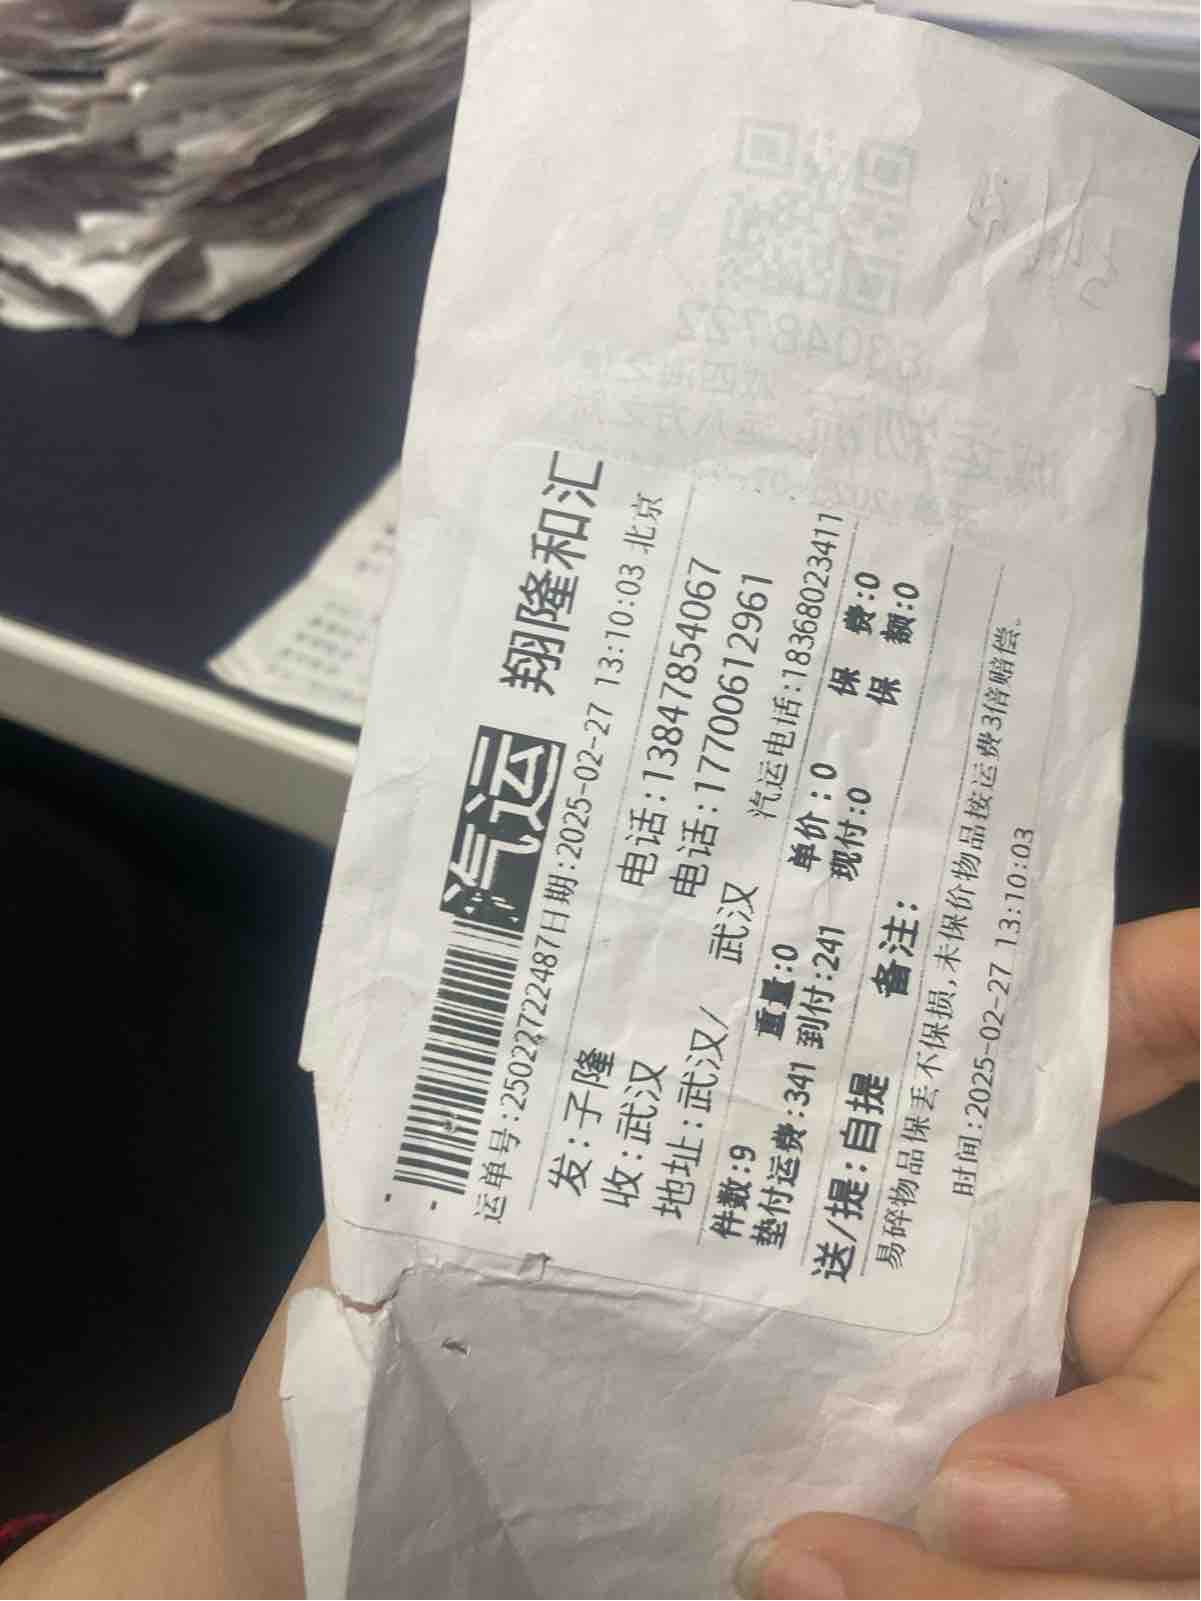 汽运 翔隆和汇
运单号:2502272722487日期:2025-02-27 13:10:03 北京
发:子隆 电话:13847854067
收:武汉 电话:17700612961
地址:武汉/ 武汉 汽运电话:18368023411
件数:9 重量:0 单价:0 保 费:0
垫付运费:341 到付:241 现付:0 保 额:0
送/提:自提 备注:
易碎物品保丢不保损,未保价物品按运费3倍赔偿。
时间:2025-02-27 13:10:03